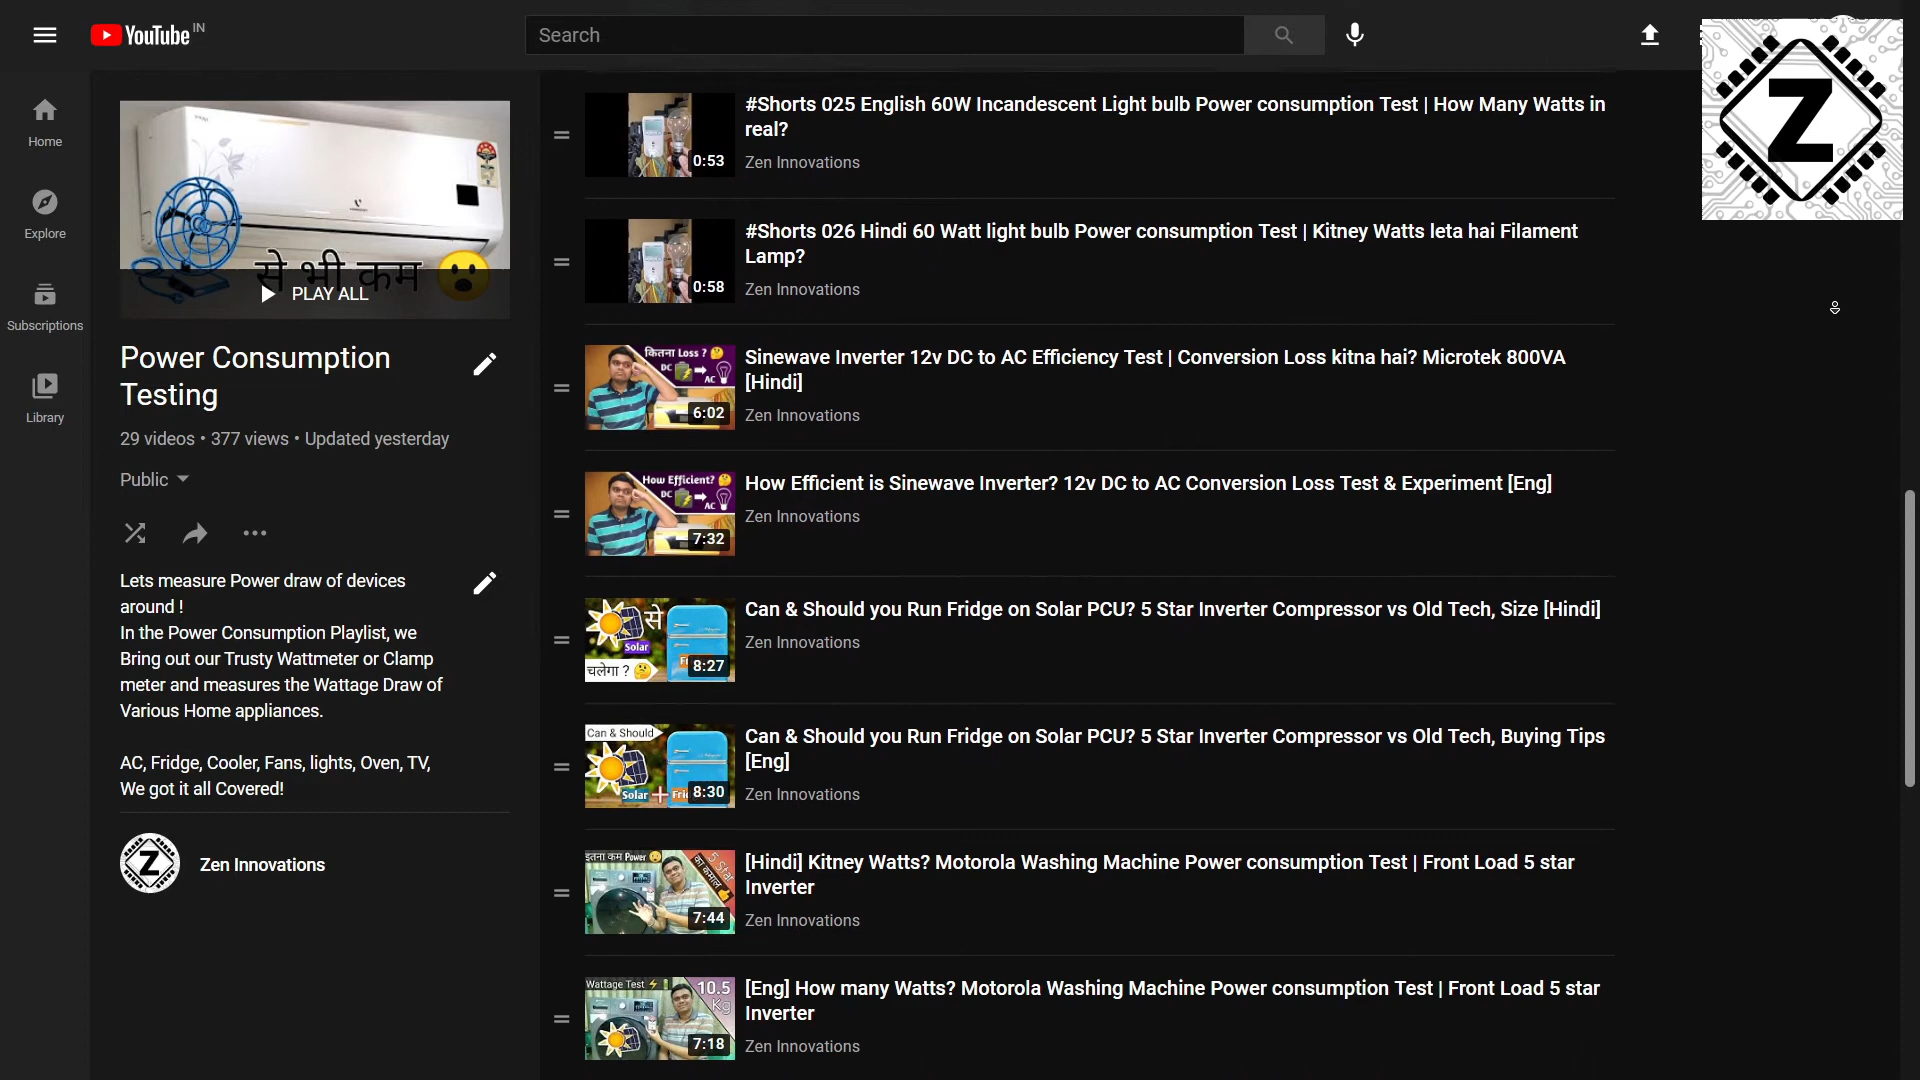 YouTube IN
Search
Home
Explore
Subscriptions
Library
से भी कम
PLAY ALL
Power Consumption
Testing
29 videos • 377 views • Updated yesterday
Public
Lets measure Power draw of devices
around !
In the Power Consumption Playlist, we
Bring out our Trusty Wattmeter or Clamp
meter and measures the Wattage Draw of
Various Home appliances.
AC, Fridge, Cooler, Fans, lights, Oven, TV,
We got it all Covered!
Z
Zen Innovations
0:53
#Shorts 025 English 60W Incandescent Light bulb Power consumption Test | How Many Watts in
real?
Zen Innovations
0:58
#Shorts 026 Hindi 60 Watt light bulb Power consumption Test | Kitney Watts leta hai Filament
Lamp?
Zen Innovations
कितना Loss ?
DC
AC
6:02
Sinewave Inverter 12v DC to AC Efficiency Test | Conversion Loss kitna hai? Microtek 800VA
[Hindi]
Zen Innovations
How Efficient?
DC
AC
7:32
How Efficient is Sinewave Inverter? 12v DC to AC Conversion Loss Test & Experiment [Eng]
Zen Innovations
से
Solar
चलेगा ?
8:27
Can & Should you Run Fridge on Solar PCU? 5 Star Inverter Compressor vs Old Tech, Size [Hindi]
Zen Innovations
Can & Should
Solar
8:30
Can & Should you Run Fridge on Solar PCU? 5 Star Inverter Compressor vs Old Tech, Buying Tips
[Eng]
Zen Innovations
इतना कम Power
5 Star
का कमाल
7:44
[Hindi] Kitney Watts? Motorola Washing Machine Power consumption Test | Front Load 5 star
Inverter
Zen Innovations
Wattage Test
10.5
Kg
7:18
[Eng] How many Watts? Motorola Washing Machine Power consumption Test | Front Load 5 star
Inverter
Zen Innovations
Z